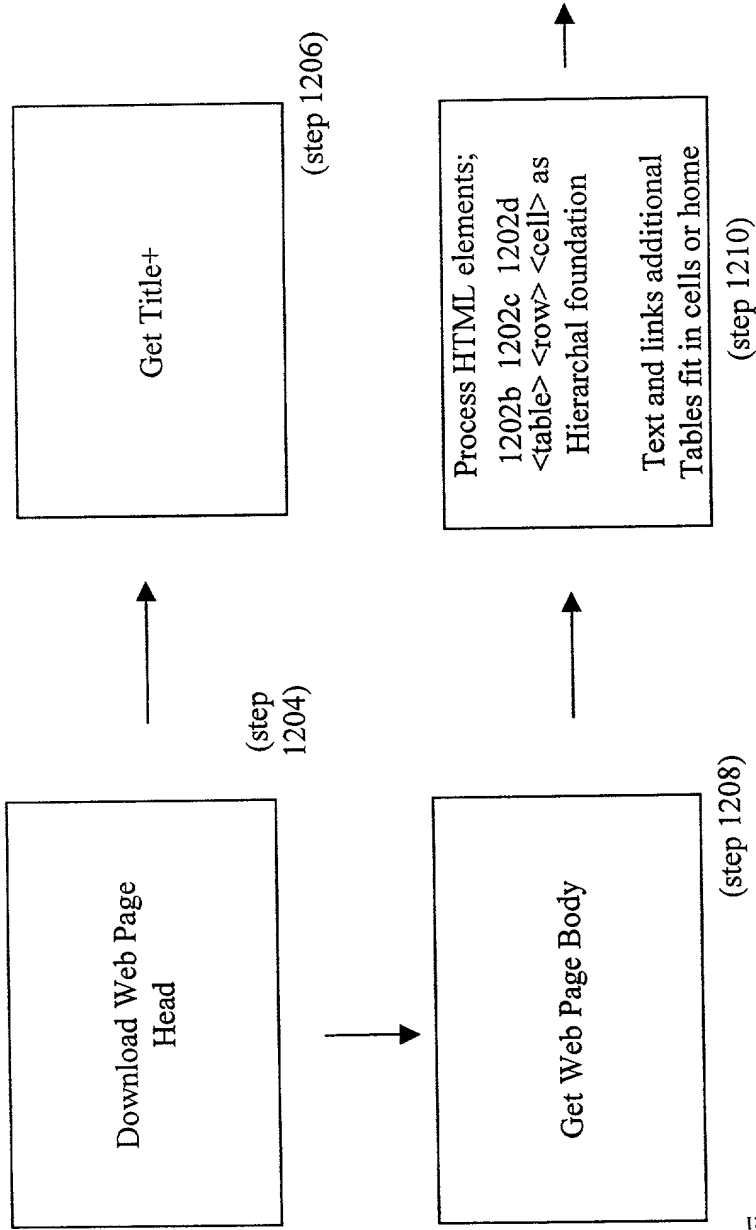 Download Web Page
Head
(step
1204)
Get Title+
(step 1206)
Get Web Page Body
(step 1208)
Process HTML elements;
1202b 1202c 1202d
<table> <row> <cell> as
Hierarchal foundation
Text and links additional
Tables fit in cells or home
(step 1210)